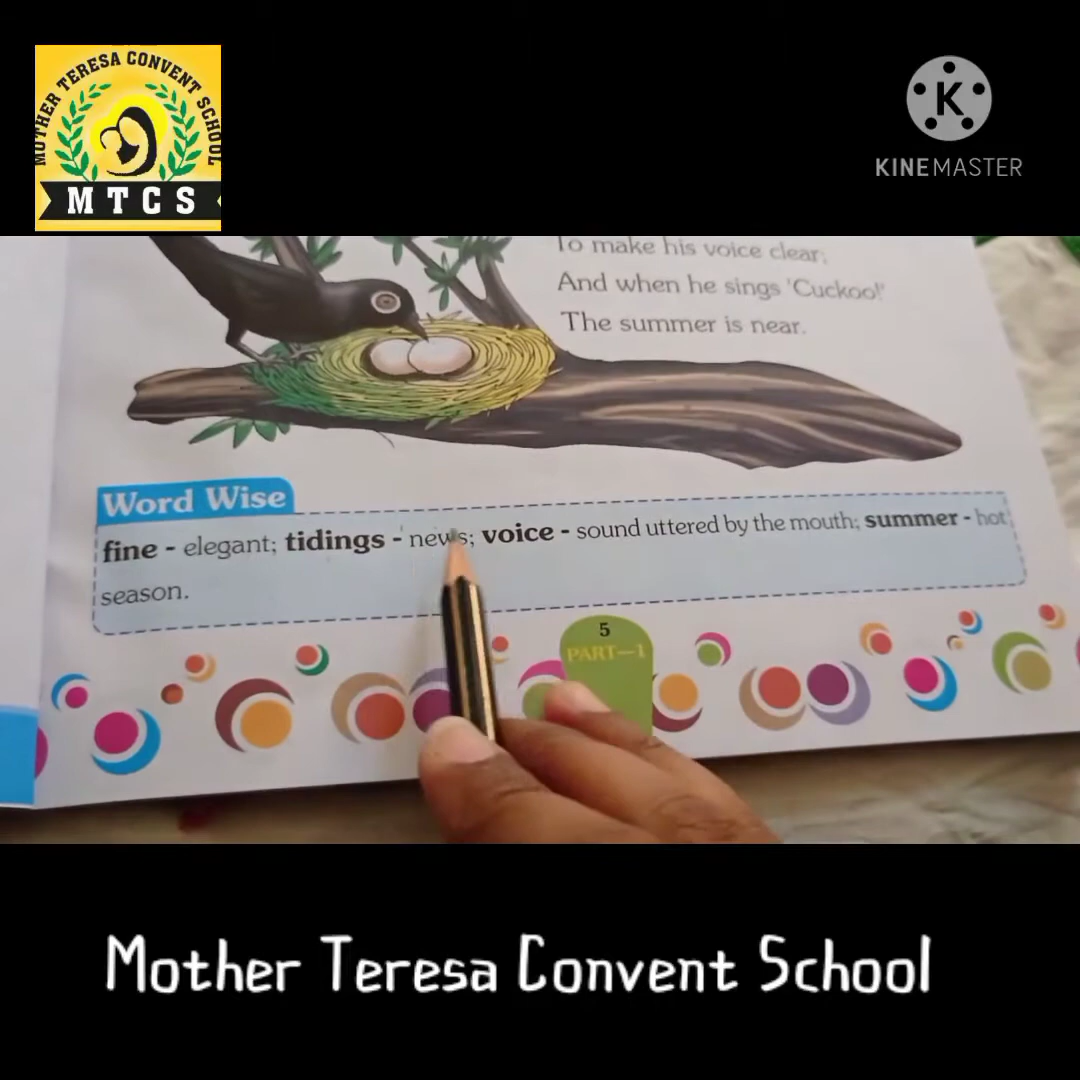 MOTHER TERESA CONVENT SCHOOL
MTCS
K
KINEMASTER
To make his voice clear;
And when he sings 'Cuckoo!'
The summer is near.
Word Wise
fine - elegant; tidings - news; voice - sound uttered by the mouth; summer - hot
season.
5
PART—1
Mother Teresa Convent School